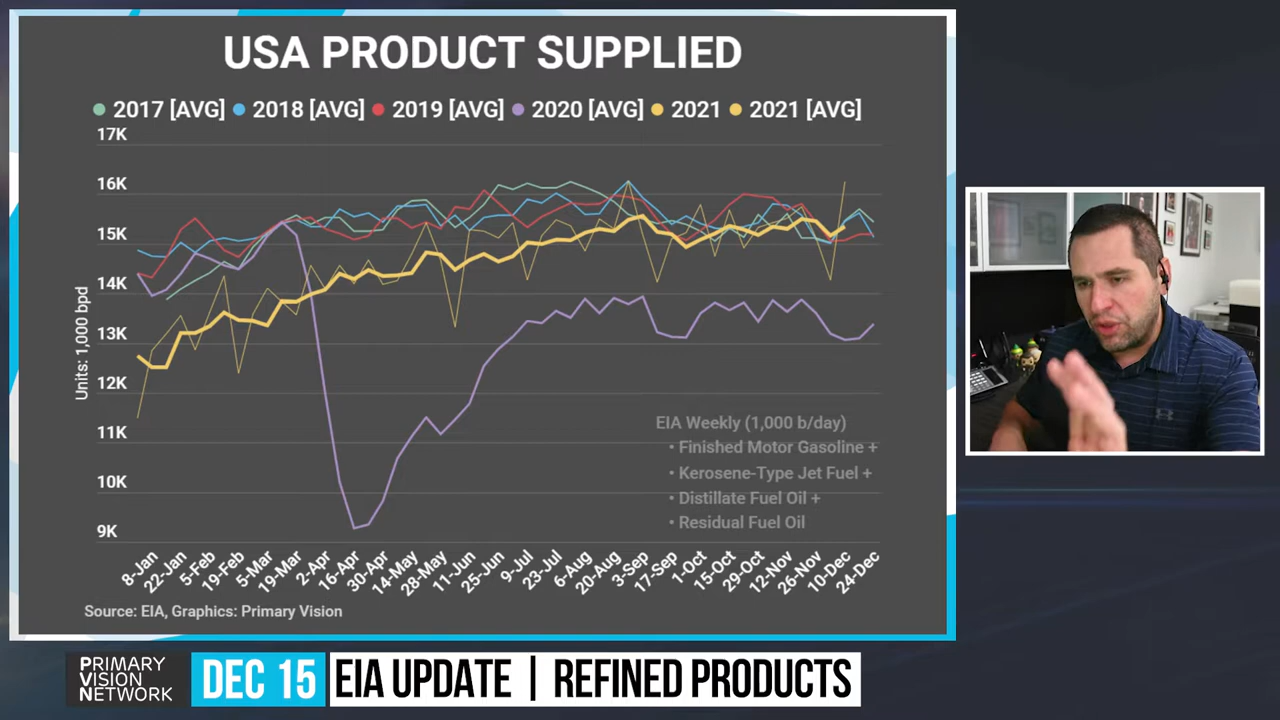 USA PRODUCT SUPPLIED
2017 [AVG] 2018 [AVG] 2019 [AVG] 2020 [AVG] 2021 2021 [AVG]
17K
16K
15K
14K
13K
12K
11K
10K
9K
Units: 1,000 bpd
EIA Weekly (1,000 b/day)
• Finished Motor Gasoline +
• Kerosene-Type Jet Fuel +
• Distillate Fuel Oil +
• Residual Fuel Oil
8-Jan 22-Jan 5-Feb 19-Feb 5-Mar 19-Mar 2-Apr 16-Apr 30-Apr 14-May 28-May 11-Jun 25-Jun 9-Jul 23-Jul 6-Aug 20-Aug 3-Sep 17-Sep 1-Oct 15-Oct 29-Oct 12-Nov 26-Nov 10-Dec 24-Dec
Source: EIA, Graphics: Primary Vision
PRIMARY
VISION
NETWORK
DEC 15 EIA UPDATE | REFINED PRODUCTS